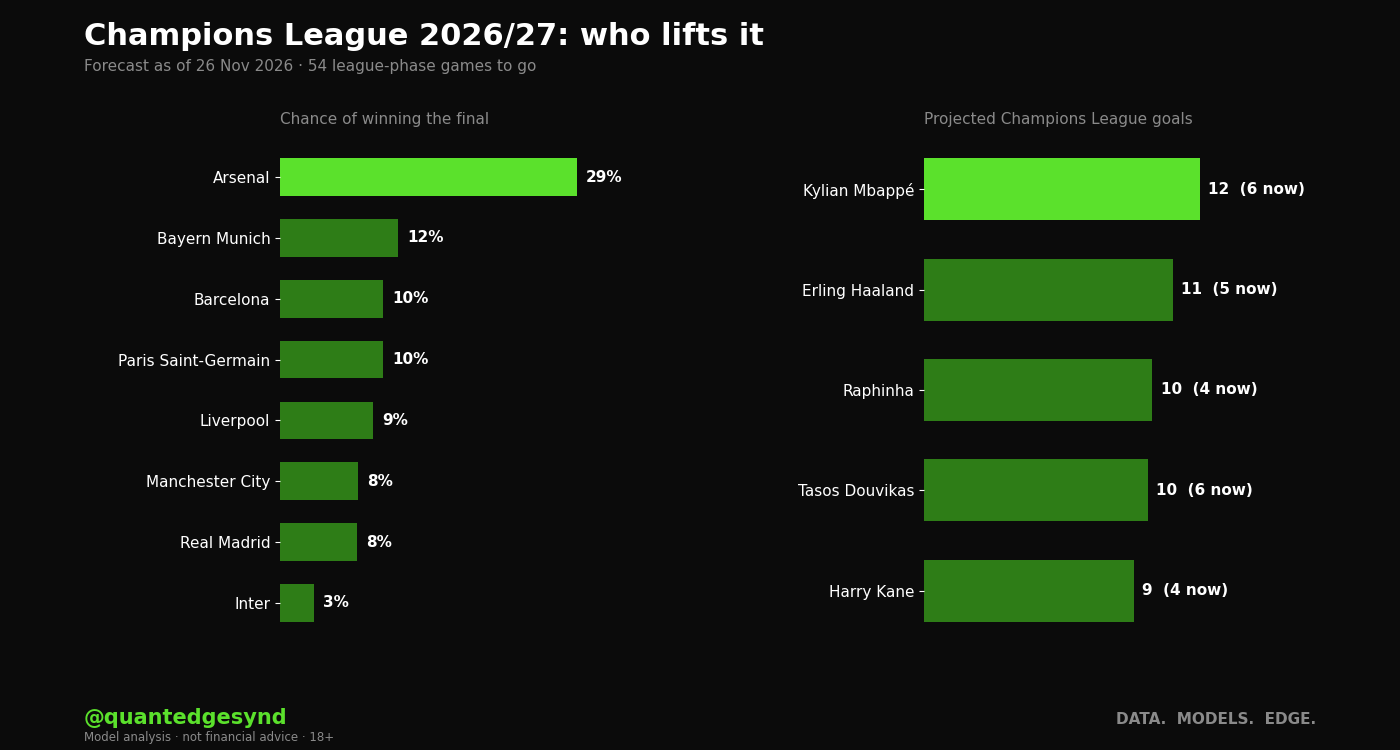 Champions League 2026/27: who lifts it
Forecast as of 26 Nov 2026 · 54 league-phase games to go
Chance of winning the final
Arsenal 29%
Bayern Munich 12%
Barcelona 10%
Paris Saint-Germain 10%
Liverpool 9%
Manchester City 8%
Real Madrid 8%
Inter 3%
Projected Champions League goals
Kylian Mbappé 12 (6 now)
Erling Haaland 11 (5 now)
Raphinha 10 (4 now)
Tasos Douvikas 10 (6 now)
Harry Kane 9 (4 now)
@quantedgesynd
Model analysis · not financial advice · 18+
DATA. MODELS. EDGE.